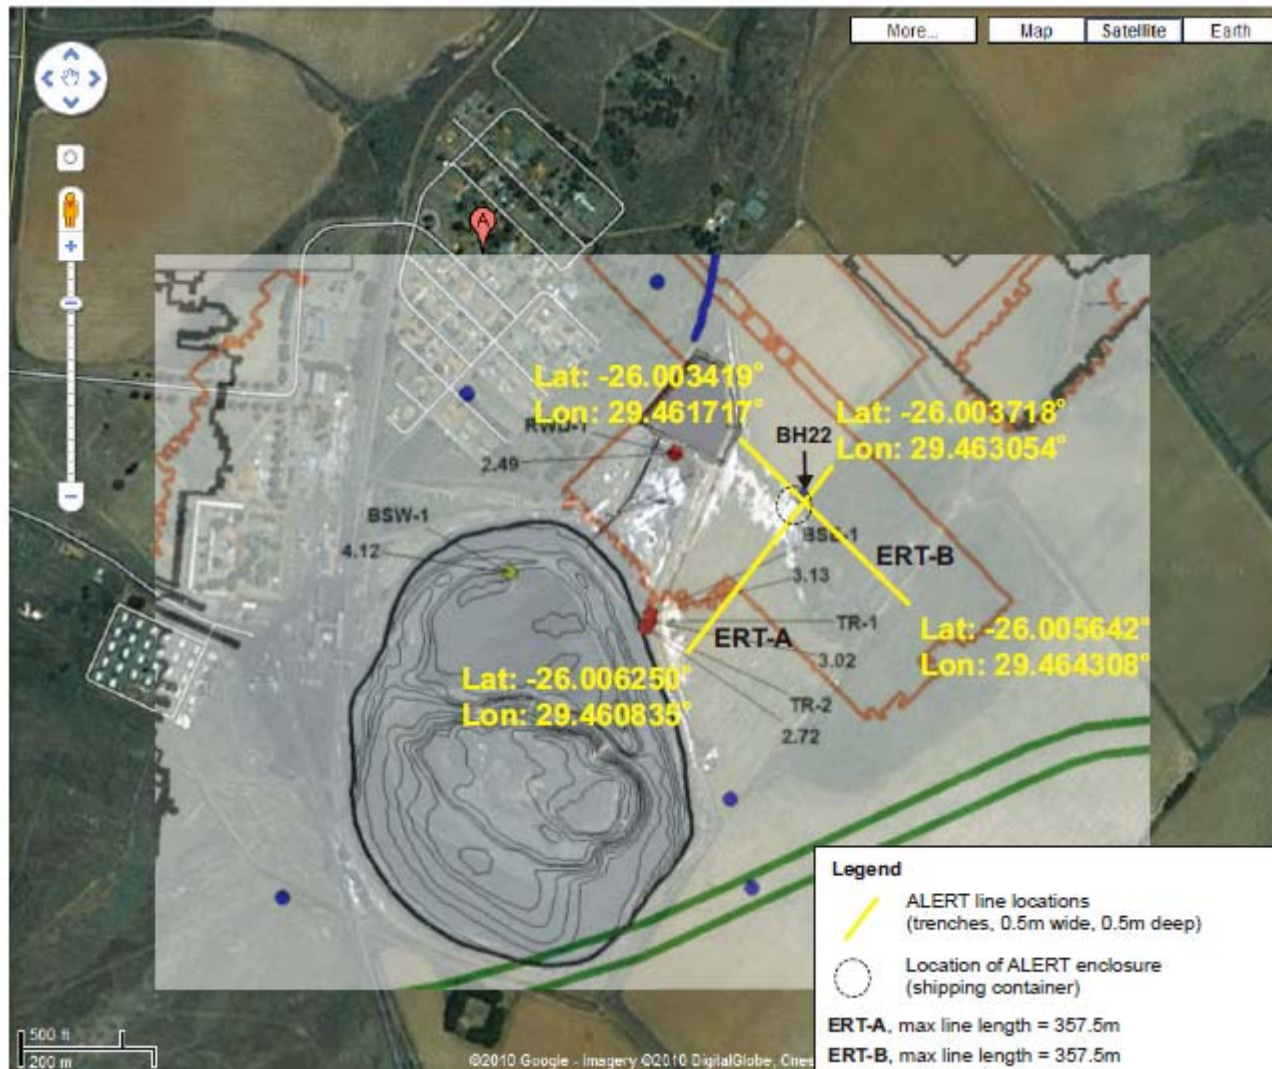 More...
Map
Satellite
Earth
A
Lat: -26.003419°
Lon: 29.461717°
Lat: -26.003718°
Lon: 29.463054°
BH22
RWD-1
2.49
BSW-1
4.12
BSE-1
3.13
ERT-B
TR-1
ERT-A
3.02
Lat: -26.005642°
Lon: 29.464308°
Lat: -26.006250°
Lon: 29.460835°
TR-2
2.72
Legend
ALERT line locations
(trenches, 0.5m wide, 0.5m deep)
Location of ALERT enclosure
(shipping container)
ERT-A, max line length = 357.5m
ERT-B, max line length = 357.5m
500 ft
200 m
©2010 Google - Imagery ©2010 DigitalGlobe,